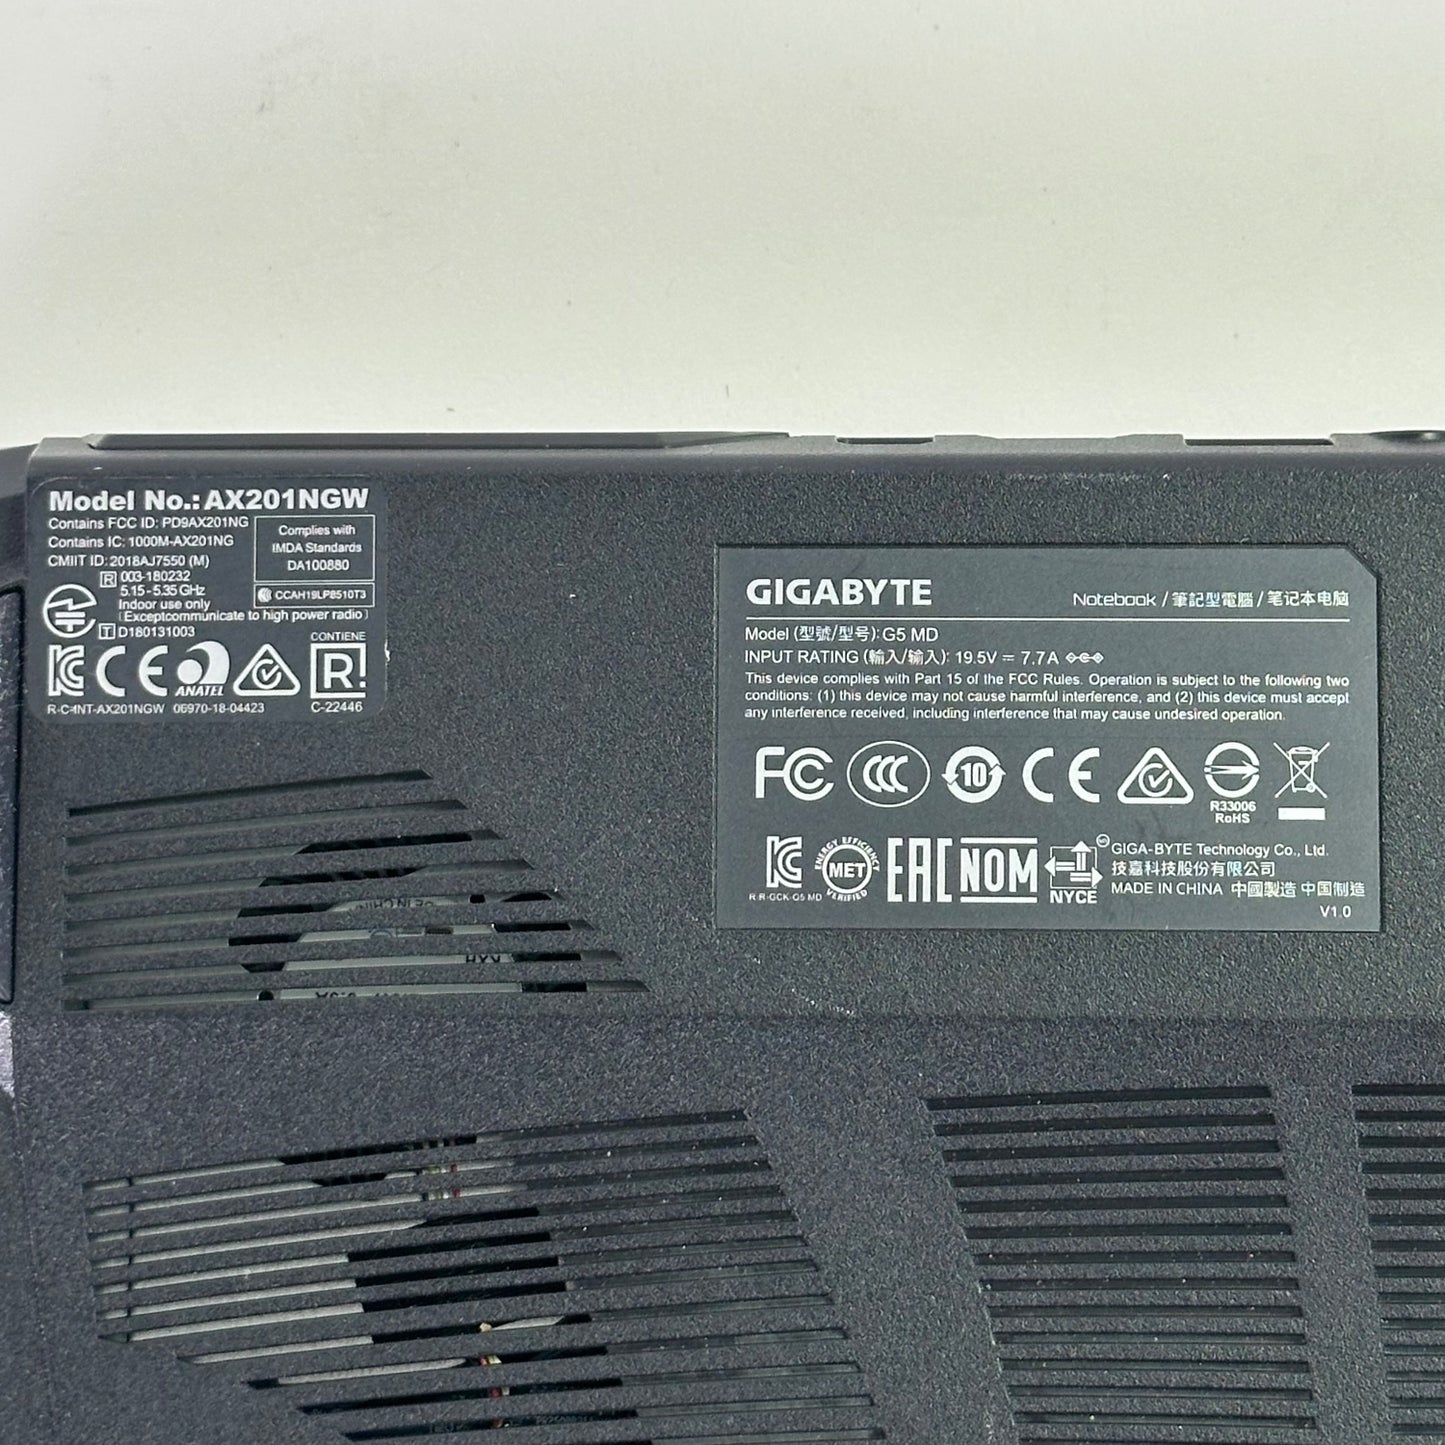 Model No.: AX201NGW
Contains FCC ID: PD9AX201NG
Contains IC: 1000M-AX201NG
CMIIT ID: 2018AJ7550 (M)
Complies with
IMDA Standards
DA100880
R 003-180232
5.15 - 5.35 GHz
Indoor use only
(Exceptcommunicate to high power radio)
T D180131003
CCAH19LP8510T3
CE
ANATEL
CONTIENE
R!
06970-18-04423
C-22446
GIGABYTE
Notebook / 筆記型電腦 / 笔记本电脑
Model (型號/型号): G5 MD
INPUT RATING (輸入/输入): 19.5V ⎓ 7.7A
This device complies with Part 15 of the FCC Rules. Operation is subject to the following two
conditions: (1) this device may not cause harmful interference, and (2) this device must accept
any interference received, including interference that may cause undesired operation.
FC CCC 10 CE
R33006
RoHS
ENERGY EFFICIENCY
MET
VERIFIED
EAC NOM
NYCE
R-R-GCK-G5 MD
GIGA-BYTE Technology Co., Ltd.
技嘉科技股份有限公司
MADE IN CHINA 中國製造 中国制造
V1.0